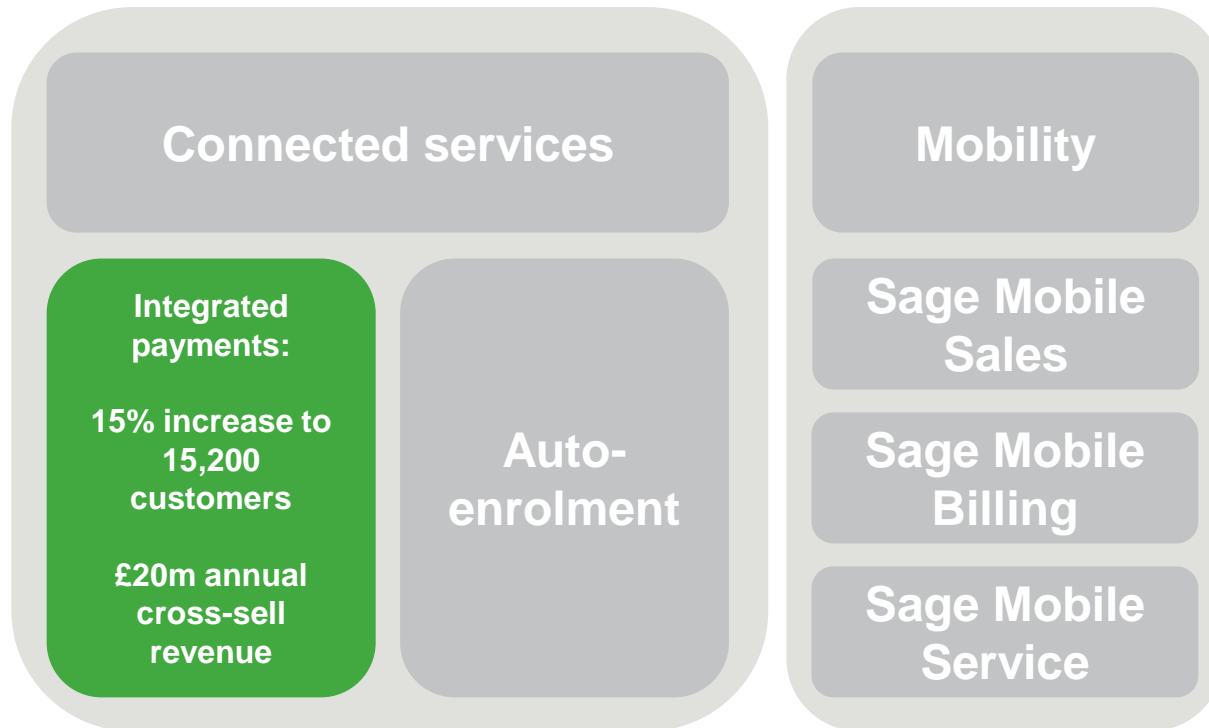 Connected services
Integrated
payments:
15% increase to
15,200
customers
£20m annual
cross-sell
revenue
Auto-
enrolment
Mobility
Sage Mobile
Sales
Sage Mobile
Billing
Sage Mobile
Service